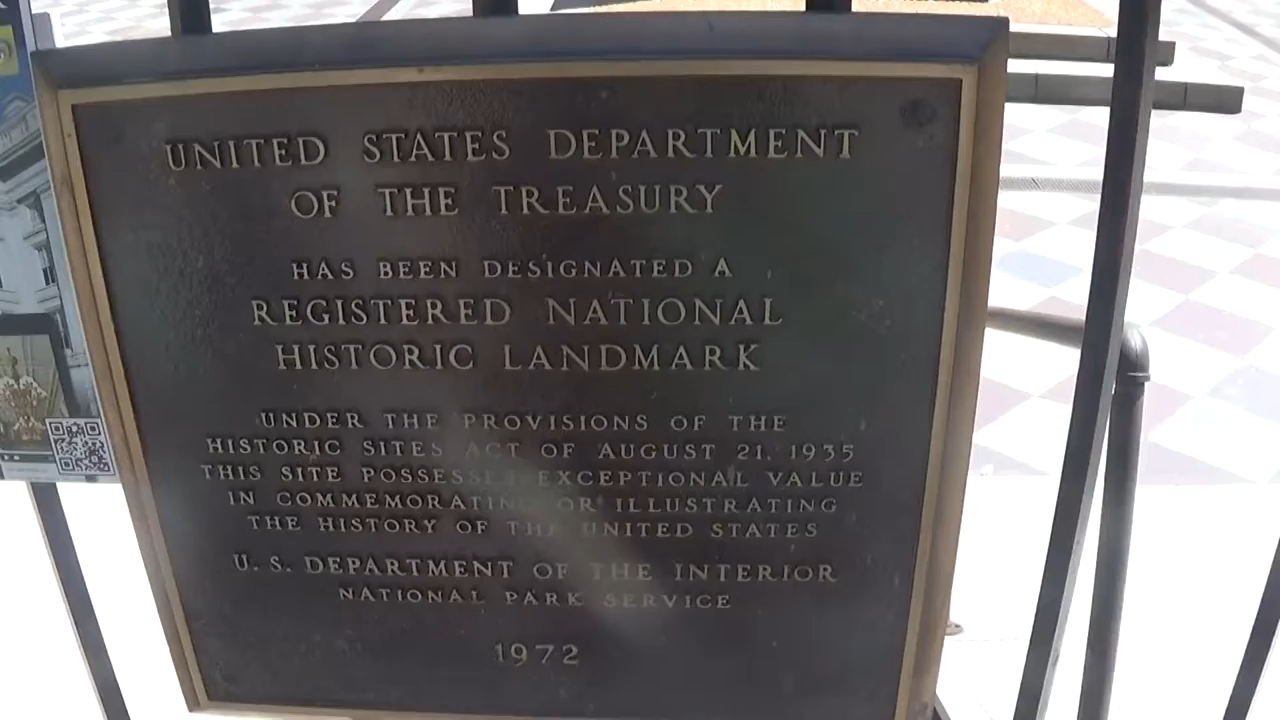 UNITED STATES DEPARTMENT
OF THE TREASURY
HAS BEEN DESIGNATED A
REGISTERED NATIONAL
HISTORIC LANDMARK
UNDER THE PROVISIONS OF THE
HISTORIC SITES ACT OF AUGUST 21, 1935
THIS SITE POSSESSES EXCEPTIONAL VALUE
IN COMMEMORATING OR ILLUSTRATING
THE HISTORY OF THE UNITED STATES
U. S. DEPARTMENT OF THE INTERIOR
NATIONAL PARK SERVICE
1972